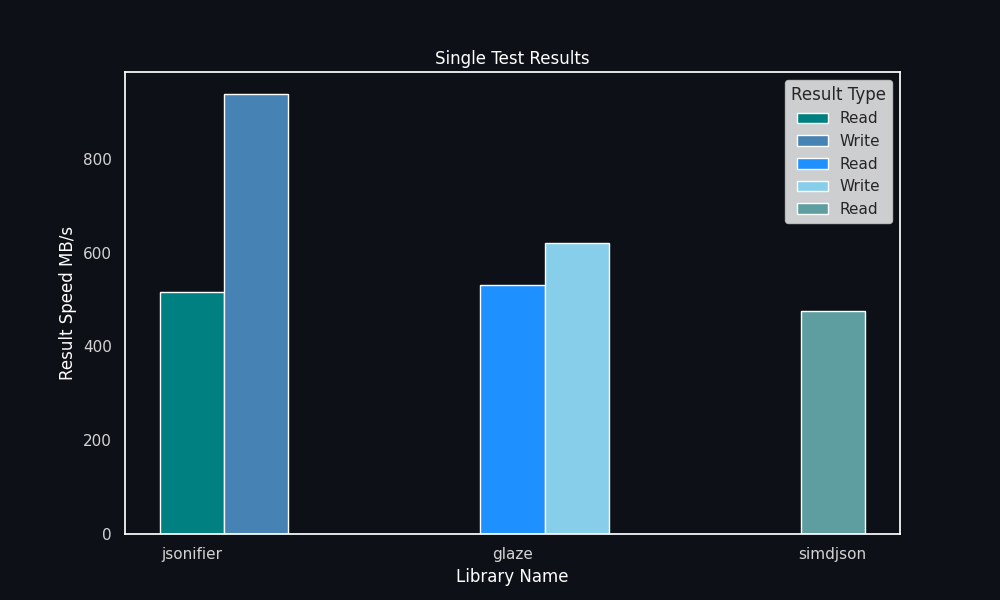 Single Test Results
Result Type
Read
Write
Read
Write
Read
Result Speed MB/s
800
600
400
200
0
jsonifier
glaze
simdjson
Library Name